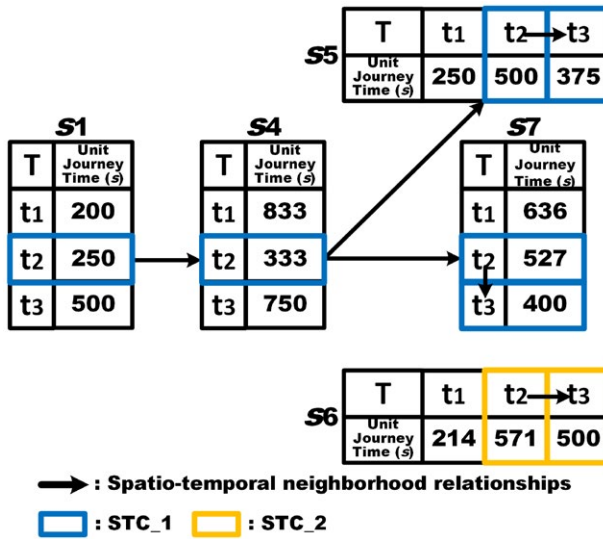 s5
T t1 t2 t3
Unit Journey Time (s) 250 500 375
s1
T Unit Journey Time (s)
t1 200
t2 250
t3 500
s4
T Unit Journey Time (s)
t1 833
t2 333
t3 750
s7
T Unit Journey Time (s)
t1 636
t2 527
t3 400
s6
T t1 t2 t3
Unit Journey Time (s) 214 571 500
: Spatio-temporal neighborhood relationships
: STC_1 : STC_2